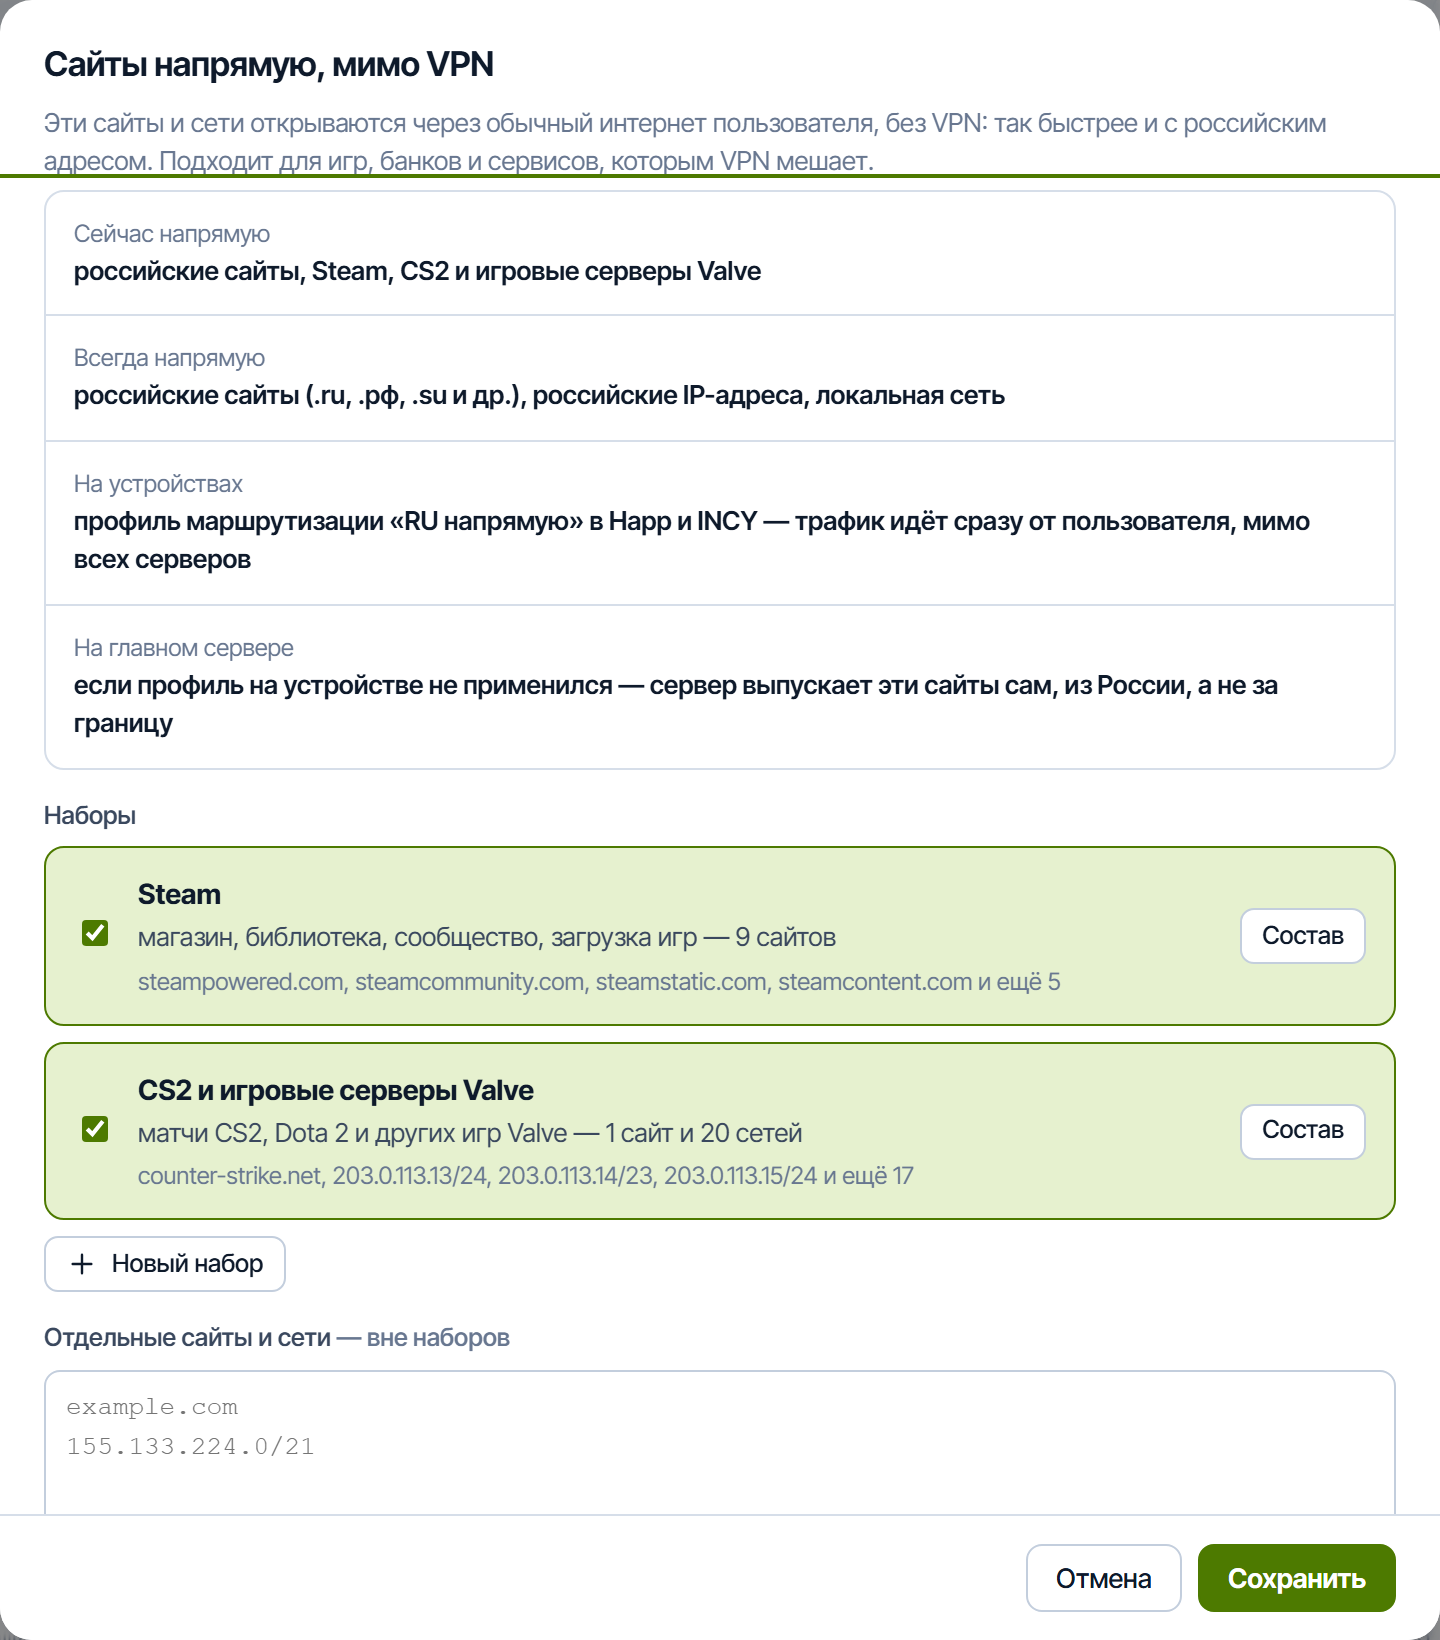 Сайты напрямую, мимо VPN
Эти сайты и сети открываются через обычный интернет пользователя, без VPN: так быстрее и с российским
адресом. Подходит для игр, банков и сервисов, которым VPN мешает.
Сейчас напрямую
российские сайты, Steam, CS2 и игровые серверы Valve
Всегда напрямую
российские сайты (.ru, .рф, .su и др.), российские IP-адреса, локальная сеть
На устройствах
профиль маршрутизации «RU напрямую» в Happ и INCY — трафик идёт сразу от пользователя, мимо
всех серверов
На главном сервере
если профиль на устройстве не применился — сервер выпускает эти сайты сам, из России, а не за
границу
Наборы
Steam
магазин, библиотека, сообщество, загрузка игр — 9 сайтов
steampowered.com, steamcommunity.com, steamstatic.com, steamcontent.com и ещё 5
Состав
CS2 и игровые серверы Valve
матчи CS2, Dota 2 и других игр Valve — 1 сайт и 20 сетей
counter-strike.net, 203.0.113.13/24, 203.0.113.14/23, 203.0.113.15/24 и ещё 17
Состав
Новый набор
Отдельные сайты и сети — вне наборов
example.com
155.133.224.0/21
Отмена
Сохранить